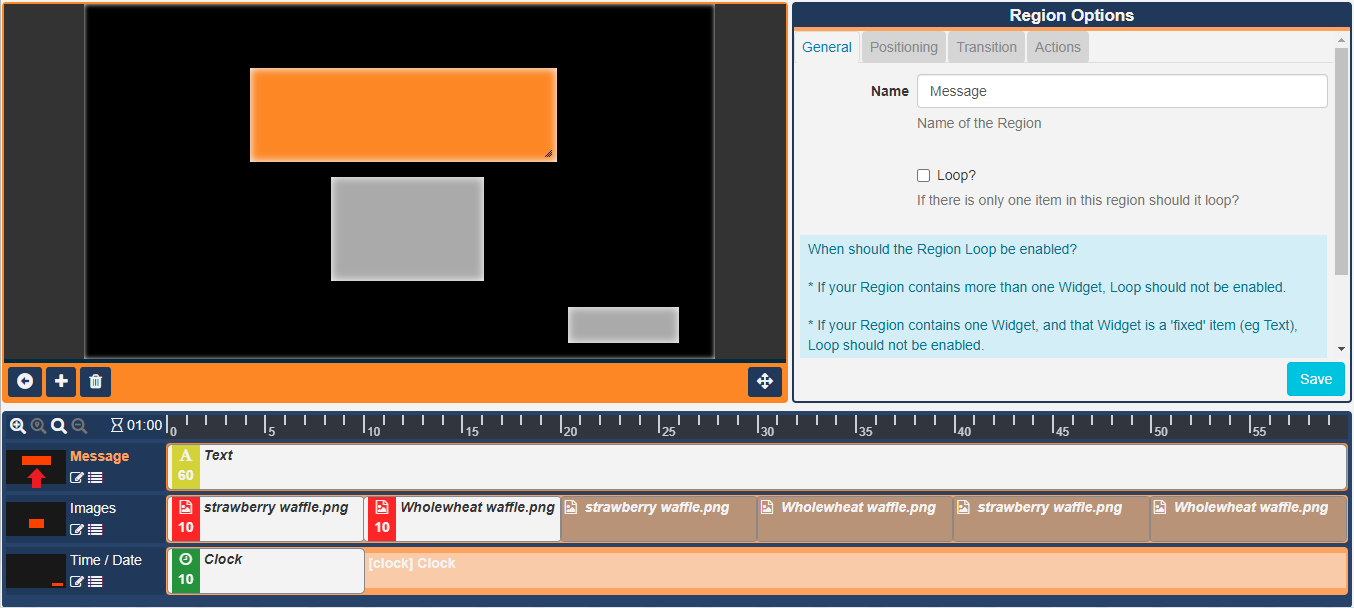 Region Options
General Positioning Transition Actions
Name Message
Name of the Region
Loop?
If there is only one item in this region should it loop?
When should the Region Loop be enabled?
* If your Region contains more than one Widget, Loop should not be enabled.
* If your Region contains one Widget, and that Widget is a 'fixed' item (eg Text),
Loop should not be enabled.
Save
01:00 0 5 10 15 20 25 30 35 40 45 50 55
Message A Text
60
Images strawberry waffle.png Wholewheat waffle.png strawberry waffle.png Wholewheat waffle.png strawberry waffle.png Wholewheat waffle.png
10 10
Time / Date Clock [clock] Clock
10